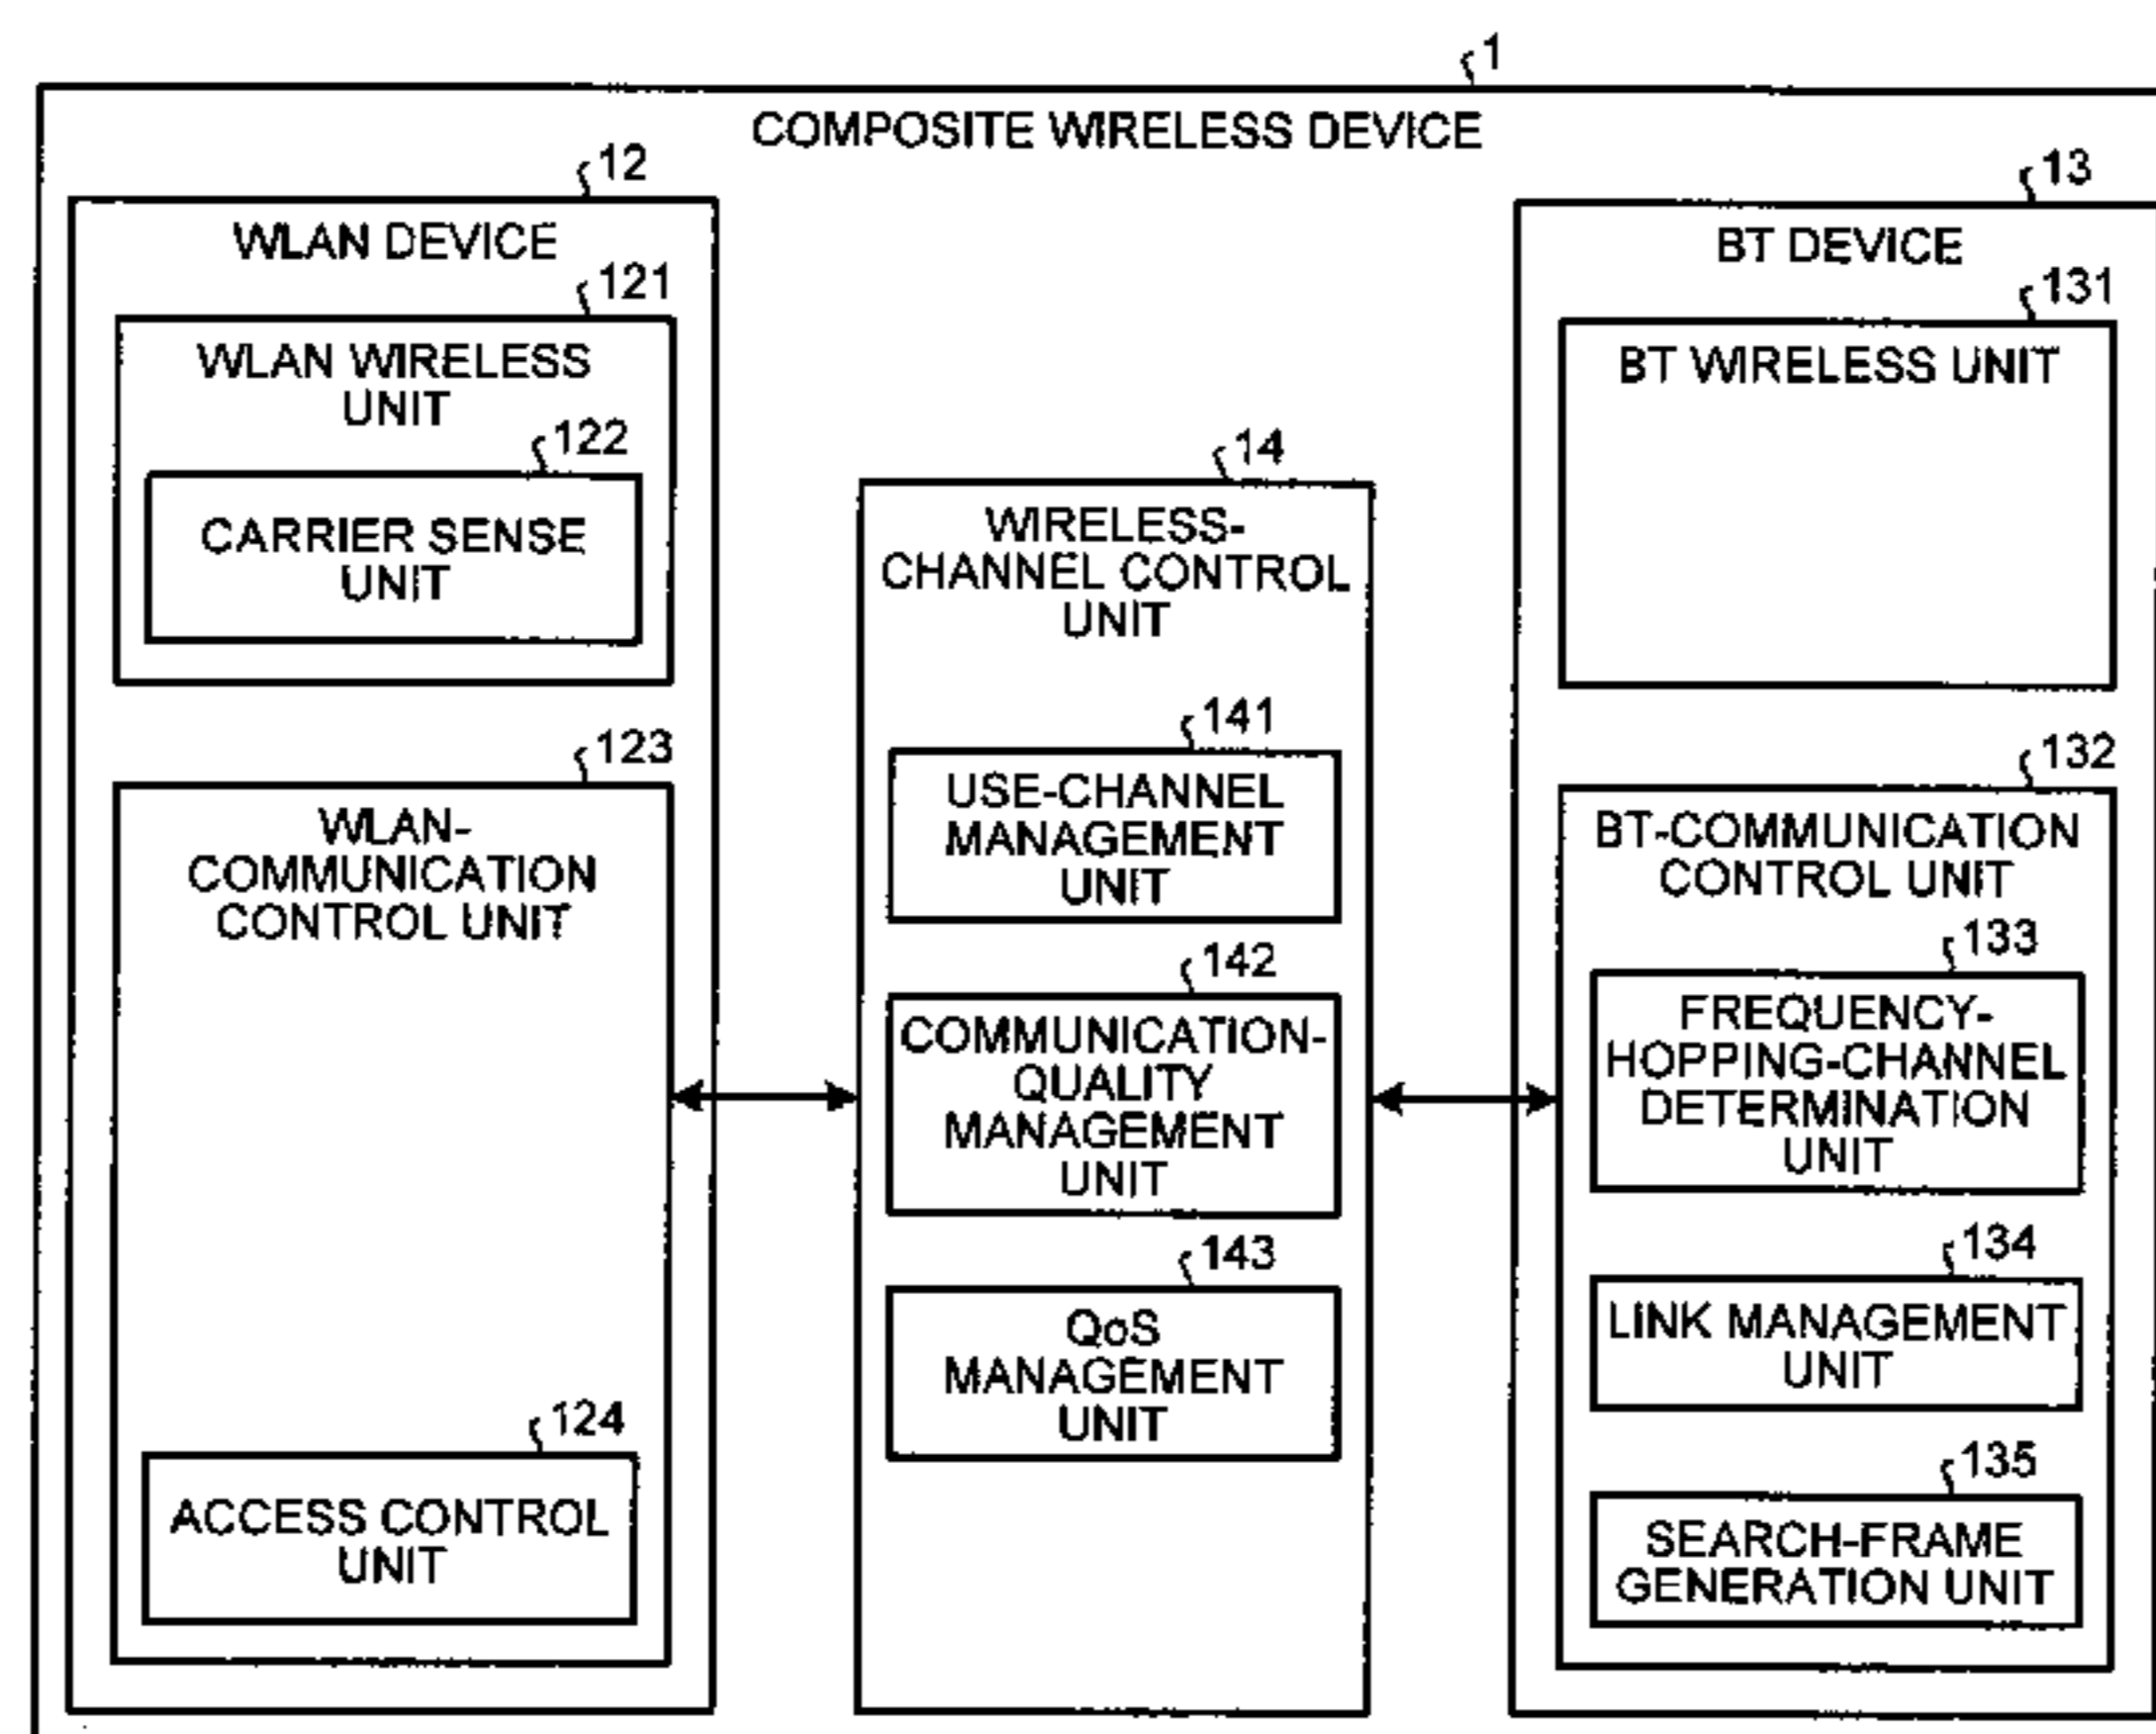 1
COMPOSITE WIRELESS DEVICE
12
WLAN DEVICE
121
WLAN WIRELESS
UNIT
122
CARRIER SENSE
UNIT
123
WLAN-
COMMUNICATION
CONTROL UNIT
124
ACCESS CONTROL
UNIT
14
WIRELESS-
CHANNEL CONTROL
UNIT
141
USE-CHANNEL
MANAGEMENT
UNIT
142
COMMUNICATION-
QUALITY
MANAGEMENT
UNIT
143
QoS
MANAGEMENT
UNIT
13
BT DEVICE
131
BT WIRELESS UNIT
132
BT-COMMUNICATION
CONTROL UNIT
133
FREQUENCY-
HOPPING-CHANNEL
DETERMINATION
UNIT
134
LINK MANAGEMENT
UNIT
135
SEARCH-FRAME
GENERATION UNIT